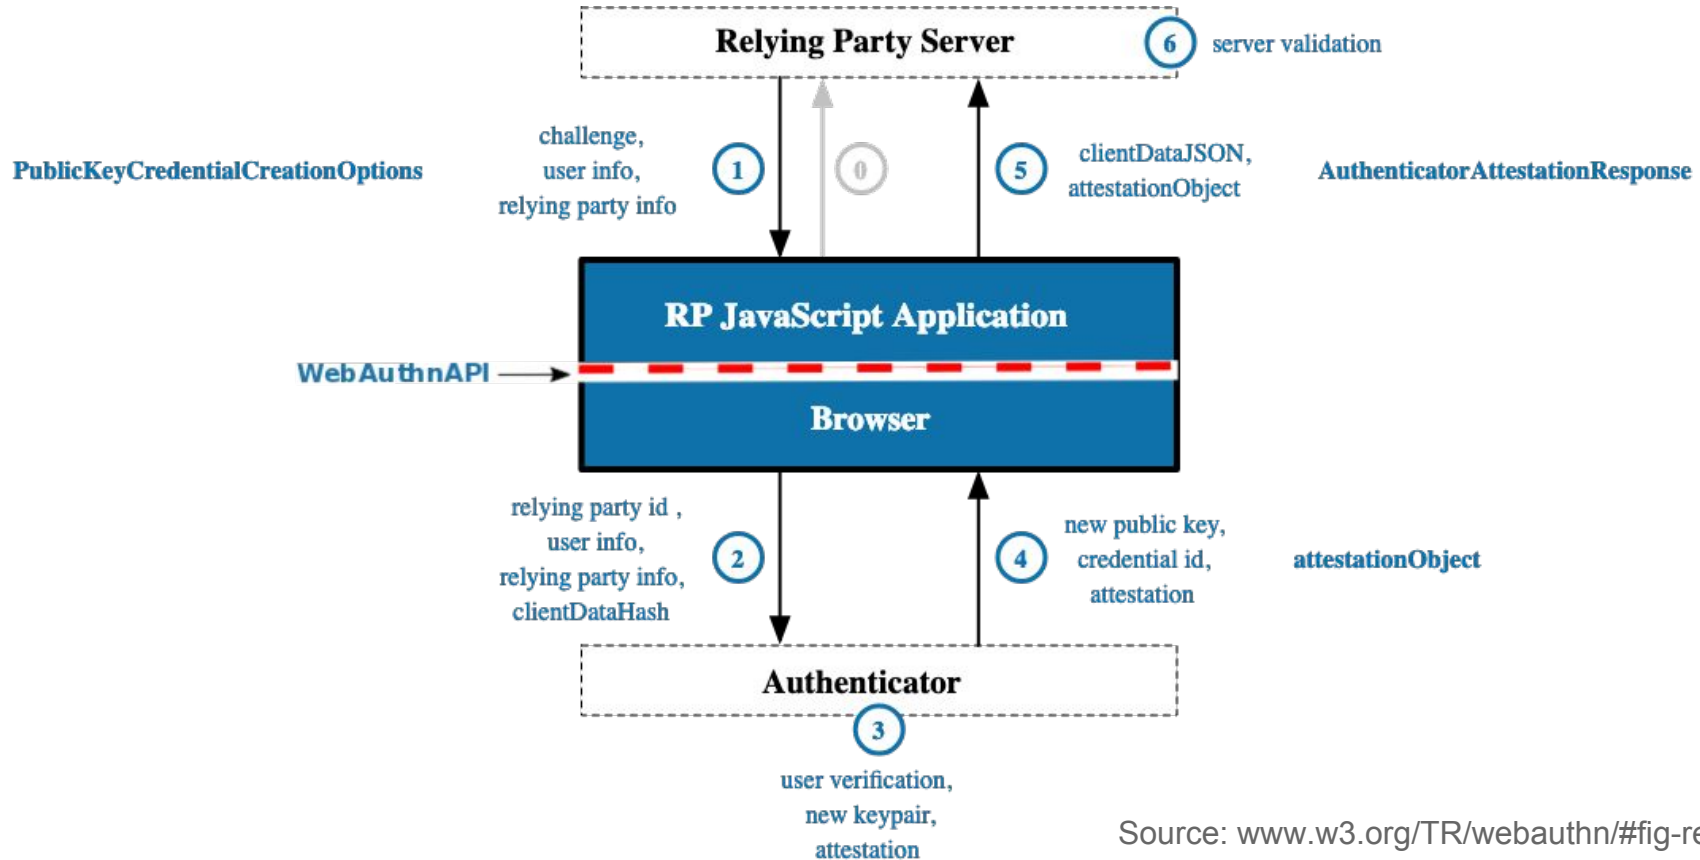 Relying Party Server
6
server validation
PublicKeyCredentialCreationOptions
challenge,
user info,
relying party info
1
0
5
clientDataJSON,
attestationObject
AuthenticatorAttestationResponse
RP JavaScript Application
WebAuthnAPI
Browser
relying party id ,
user info,
relying party info,
clientDataHash
2
4
new public key,
credential id,
attestation
attestationObject
Authenticator
3
user verification,
new keypair,
attestation
Source: www.w3.org/TR/webauthn/#fig-re